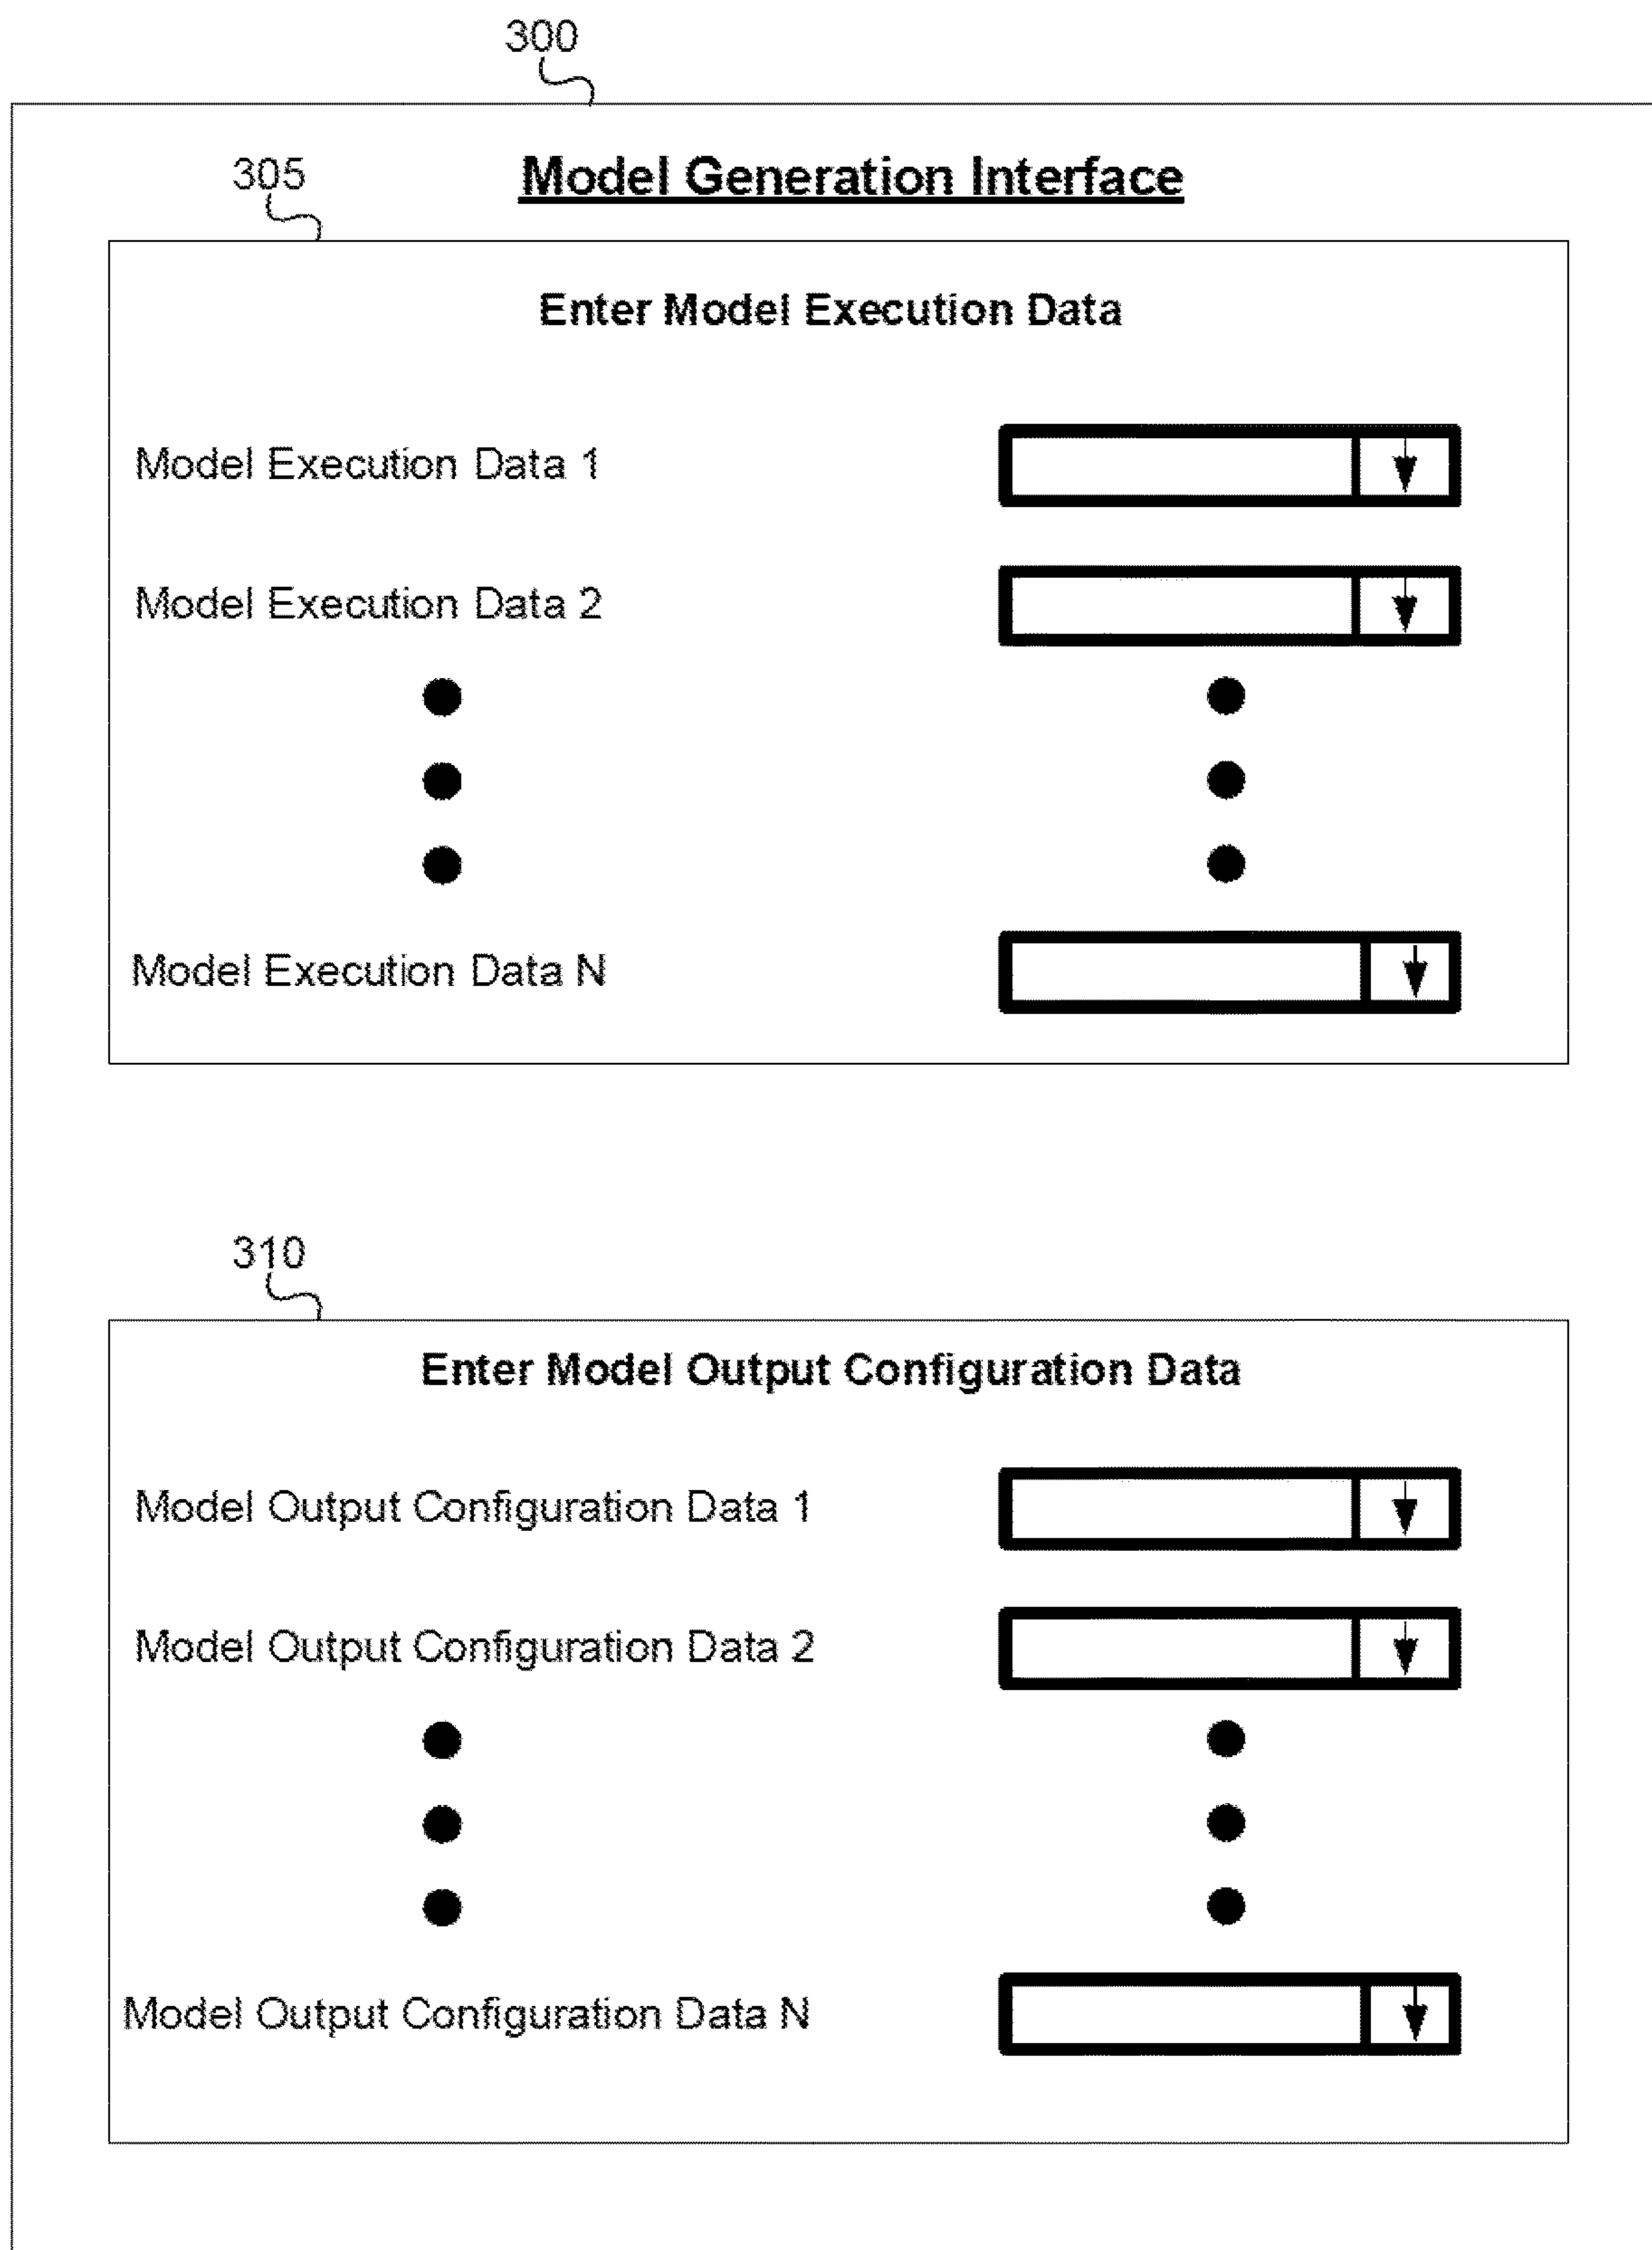 300
305
Model Generation Interface
Enter Model Execution Data
Model Execution Data 1
Model Execution Data 2
Model Execution Data N
310
Enter Model Output Configuration Data
Model Output Configuration Data 1
Model Output Configuration Data 2
Model Output Configuration Data N